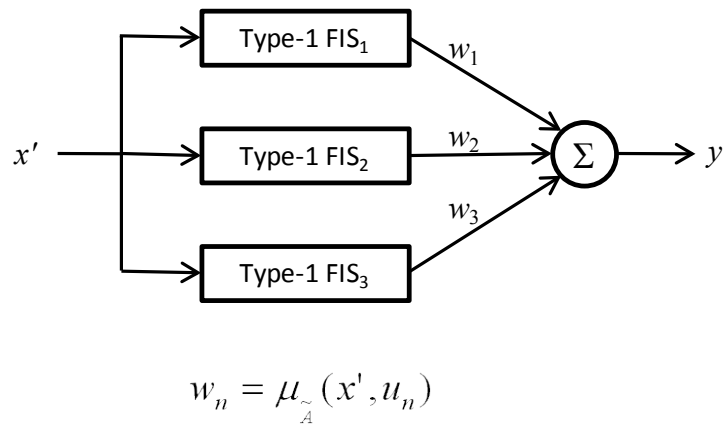 Type-1 FIS₁
w₁
x'
Type-1 FIS₂
w₂
Σ
y
w₃
Type-1 FIS₃
wₙ = μ_Ã(x', uₙ)